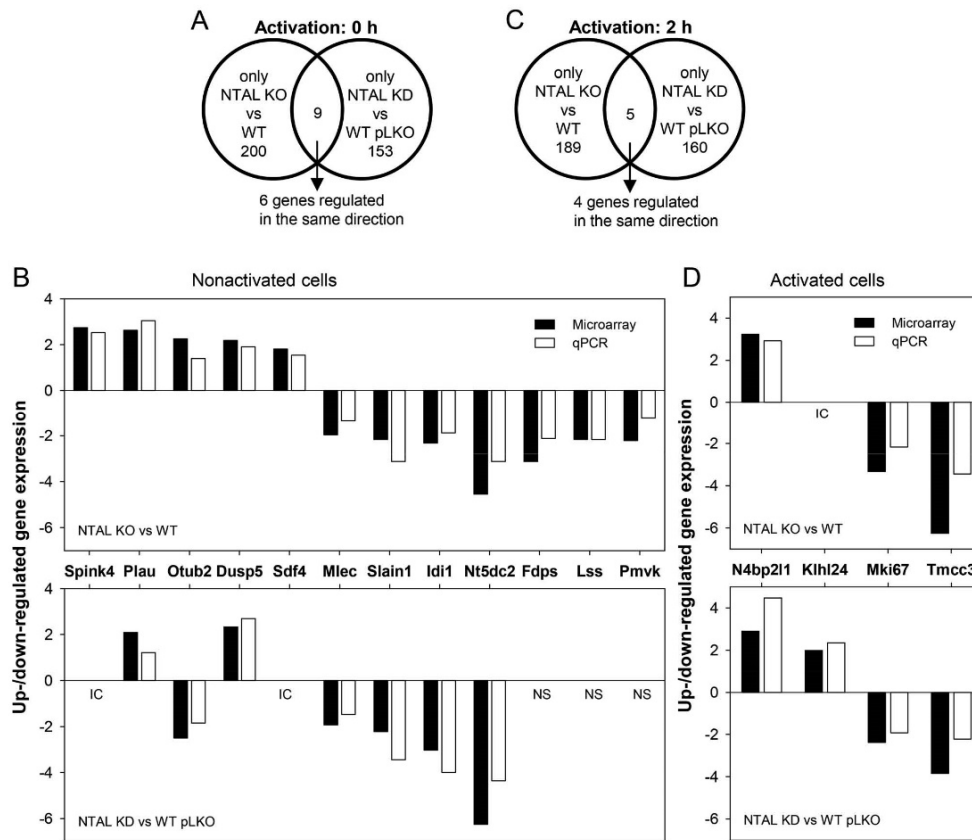 A
Activation: 0 h
only
NTAL KO
vs
WT
200
9
only
NTAL KD
vs
WT pLKO
153
6 genes regulated
in the same direction
C
Activation: 2 h
only
NTAL KO
vs
WT
189
5
only
NTAL KD
vs
WT pLKO
160
4 genes regulated
in the same direction
B
Nonactivated cells
Up-/down-regulated gene expression
4
2
0
-2
-4
-6
Microarray
qPCR
NTAL KO vs WT
Spink4 Plau Otub2 Dusp5 Sdf4 Mlec Slain1 Idi1 Nt5dc2 Fdps Lss Pmvk
4
2
0
-2
-4
-6
IC IC NS NS NS
NTAL KD vs WT pLKO
D
Activated cells
Up-/down-regulated gene expression
4
2
0
-2
-4
-6
Microarray
qPCR
IC
NTAL KO vs WT
N4bp2l1 Klhl24 Mki67 Tmcc3
4
2
0
-2
-4
-6
NTAL KD vs WT pLKO